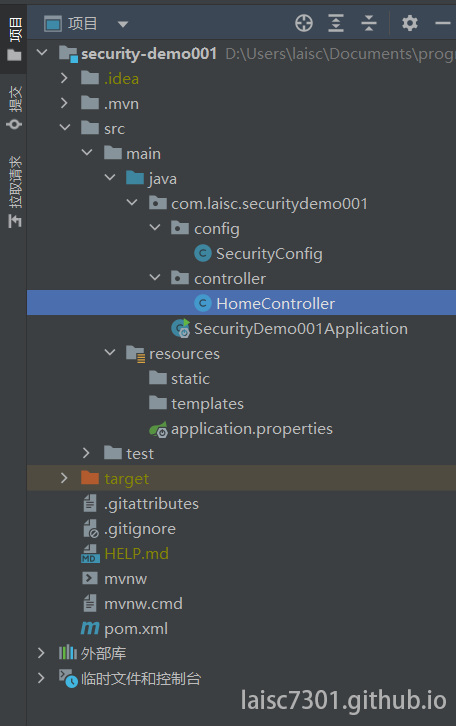 项目
提交
拉取请求
项目
security-demo001 D:\Users\laisc\Documents\prog
.idea
.mvn
src
main
java
com.laisc.securitydemo001
config
SecurityConfig
controller
HomeController
SecurityDemo001Application
resources
static
templates
application.properties
test
target
.gitattributes
.gitignore
HELP.md
mvnw
mvnw.cmd
pom.xml
外部库
临时文件和控制台
laisc7301.github.io